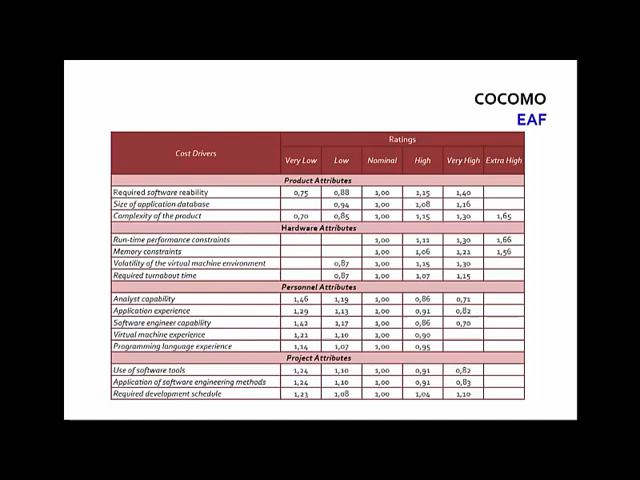 COCOMO
EAF
Cost Drivers Ratings
Very Low Low Nominal High Very High Extra High
Product Attributes
Required software reability 0,75 0,88 1,00 1,15 1,40
Size of application database 0,94 1,00 1,08 1,16
Complexity of the product 0,70 0,85 1,00 1,15 1,30 1,65
Hardware Attributes
Run-time performance constraints 1,00 1,11 1,30 1,66
Memory constraints 1,00 1,06 1,21 1,56
Volatility of the virtual machine environment 0,87 1,00 1,15 1,30
Required turnabout time 0,87 1,00 1,07 1,15
Personnel Attributes
Analyst capability 1,46 1,19 1,00 0,86 0,71
Application experience 1,29 1,13 1,00 0,91 0,82
Software engineer capability 1,42 1,17 1,00 0,86 0,70
Virtual machine experience 1,21 1,10 1,00 0,90
Programming language experience 1,14 1,07 1,00 0,95
Project Attributes
Use of software tools 1,24 1,10 1,00 0,91 0,82
Application of software engineering methods 1,24 1,10 1,00 0,91 0,83
Required development schedule 1,23 1,08 1,00 1,04 1,10